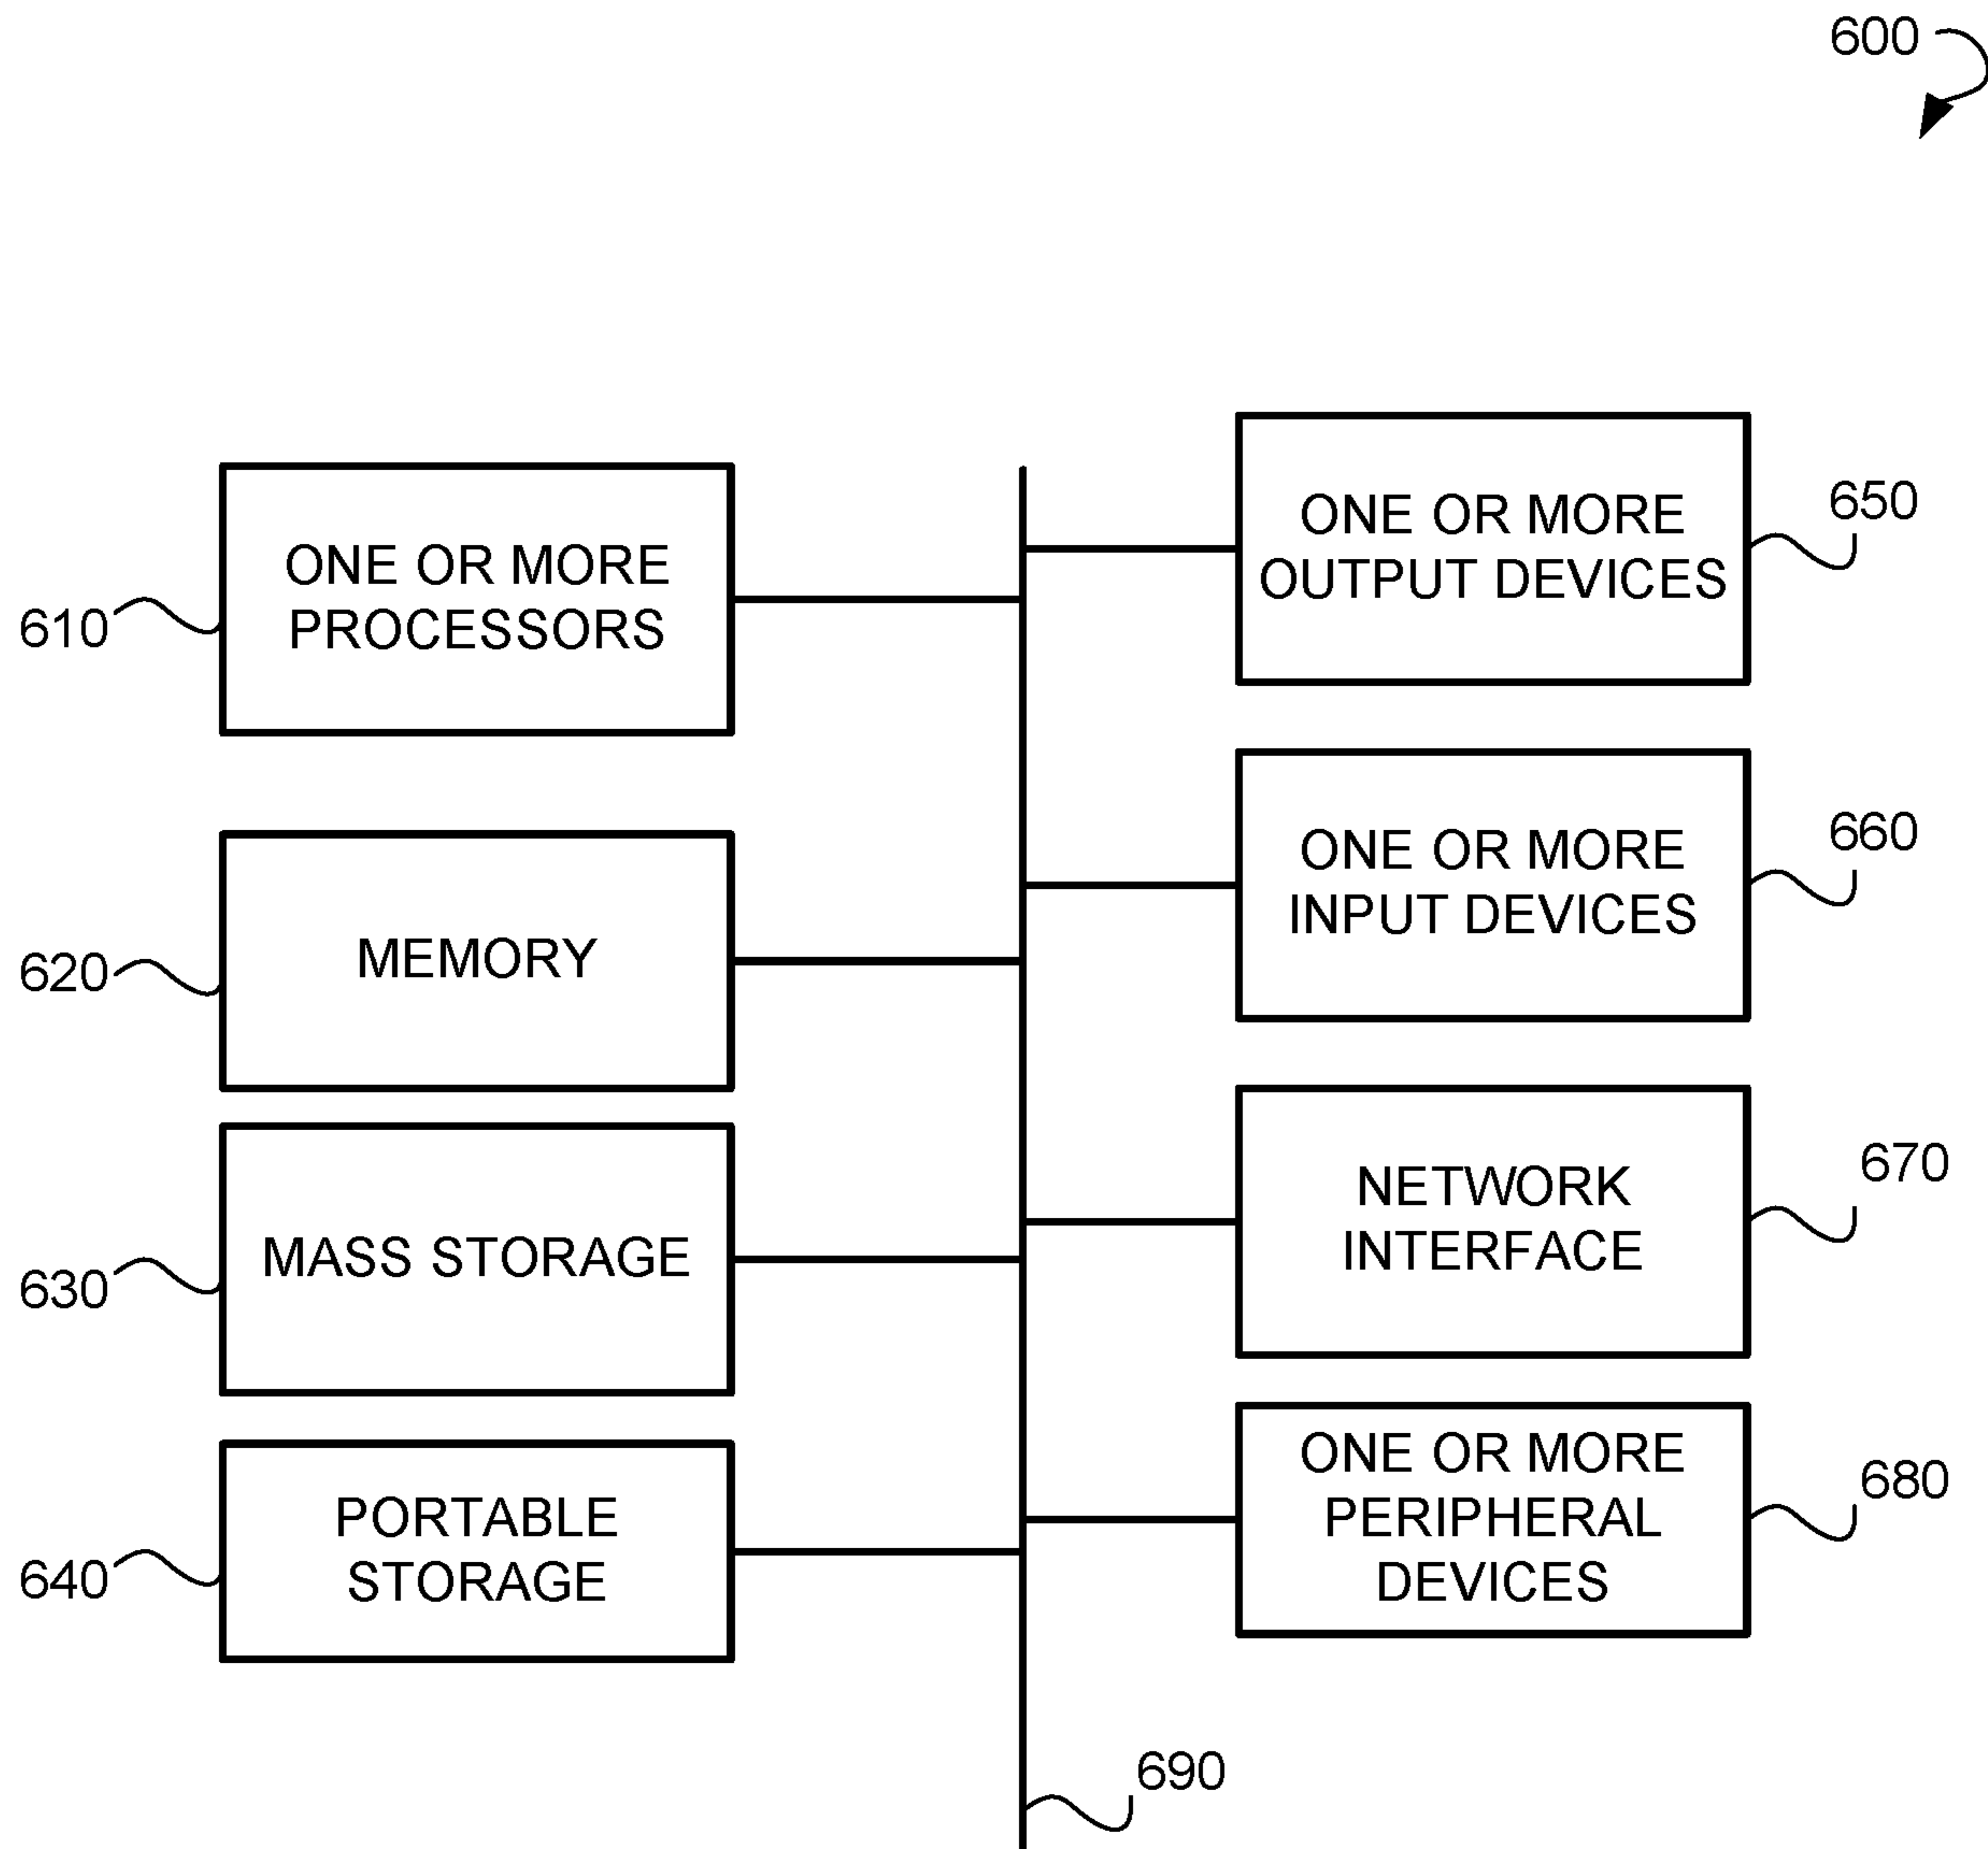 600
ONE OR MORE
PROCESSORS
610
MEMORY
620
MASS STORAGE
630
PORTABLE
STORAGE
640
ONE OR MORE
OUTPUT DEVICES
650
ONE OR MORE
INPUT DEVICES
660
NETWORK
INTERFACE
670
ONE OR MORE
PERIPHERAL
DEVICES
680
690